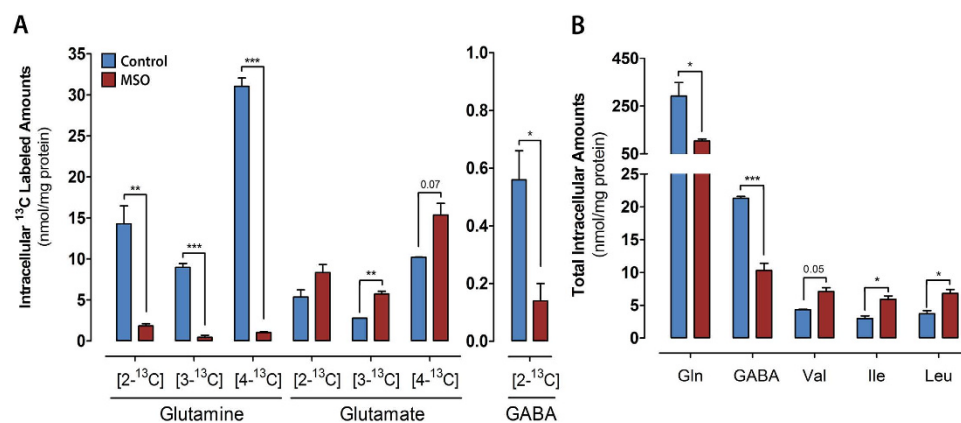 A
Intracellular ¹³C Labeled Amounts
(nmol/mg protein)
35
30
25
20
15
10
5
0
Control
MSO
**
***
***
**
0.07
[2-¹³C]
[3-¹³C]
[4-¹³C]
[2-¹³C]
[3-¹³C]
[4-¹³C]
Glutamine
Glutamate
1.0
0.8
0.6
0.4
0.2
0.0
*
[2-¹³C]
GABA
B
Total Intracellular Amounts
(nmol/mg protein)
450
250
50
25
20
15
10
5
0
*
***
0.05
*
*
Gln
GABA
Val
Ile
Leu